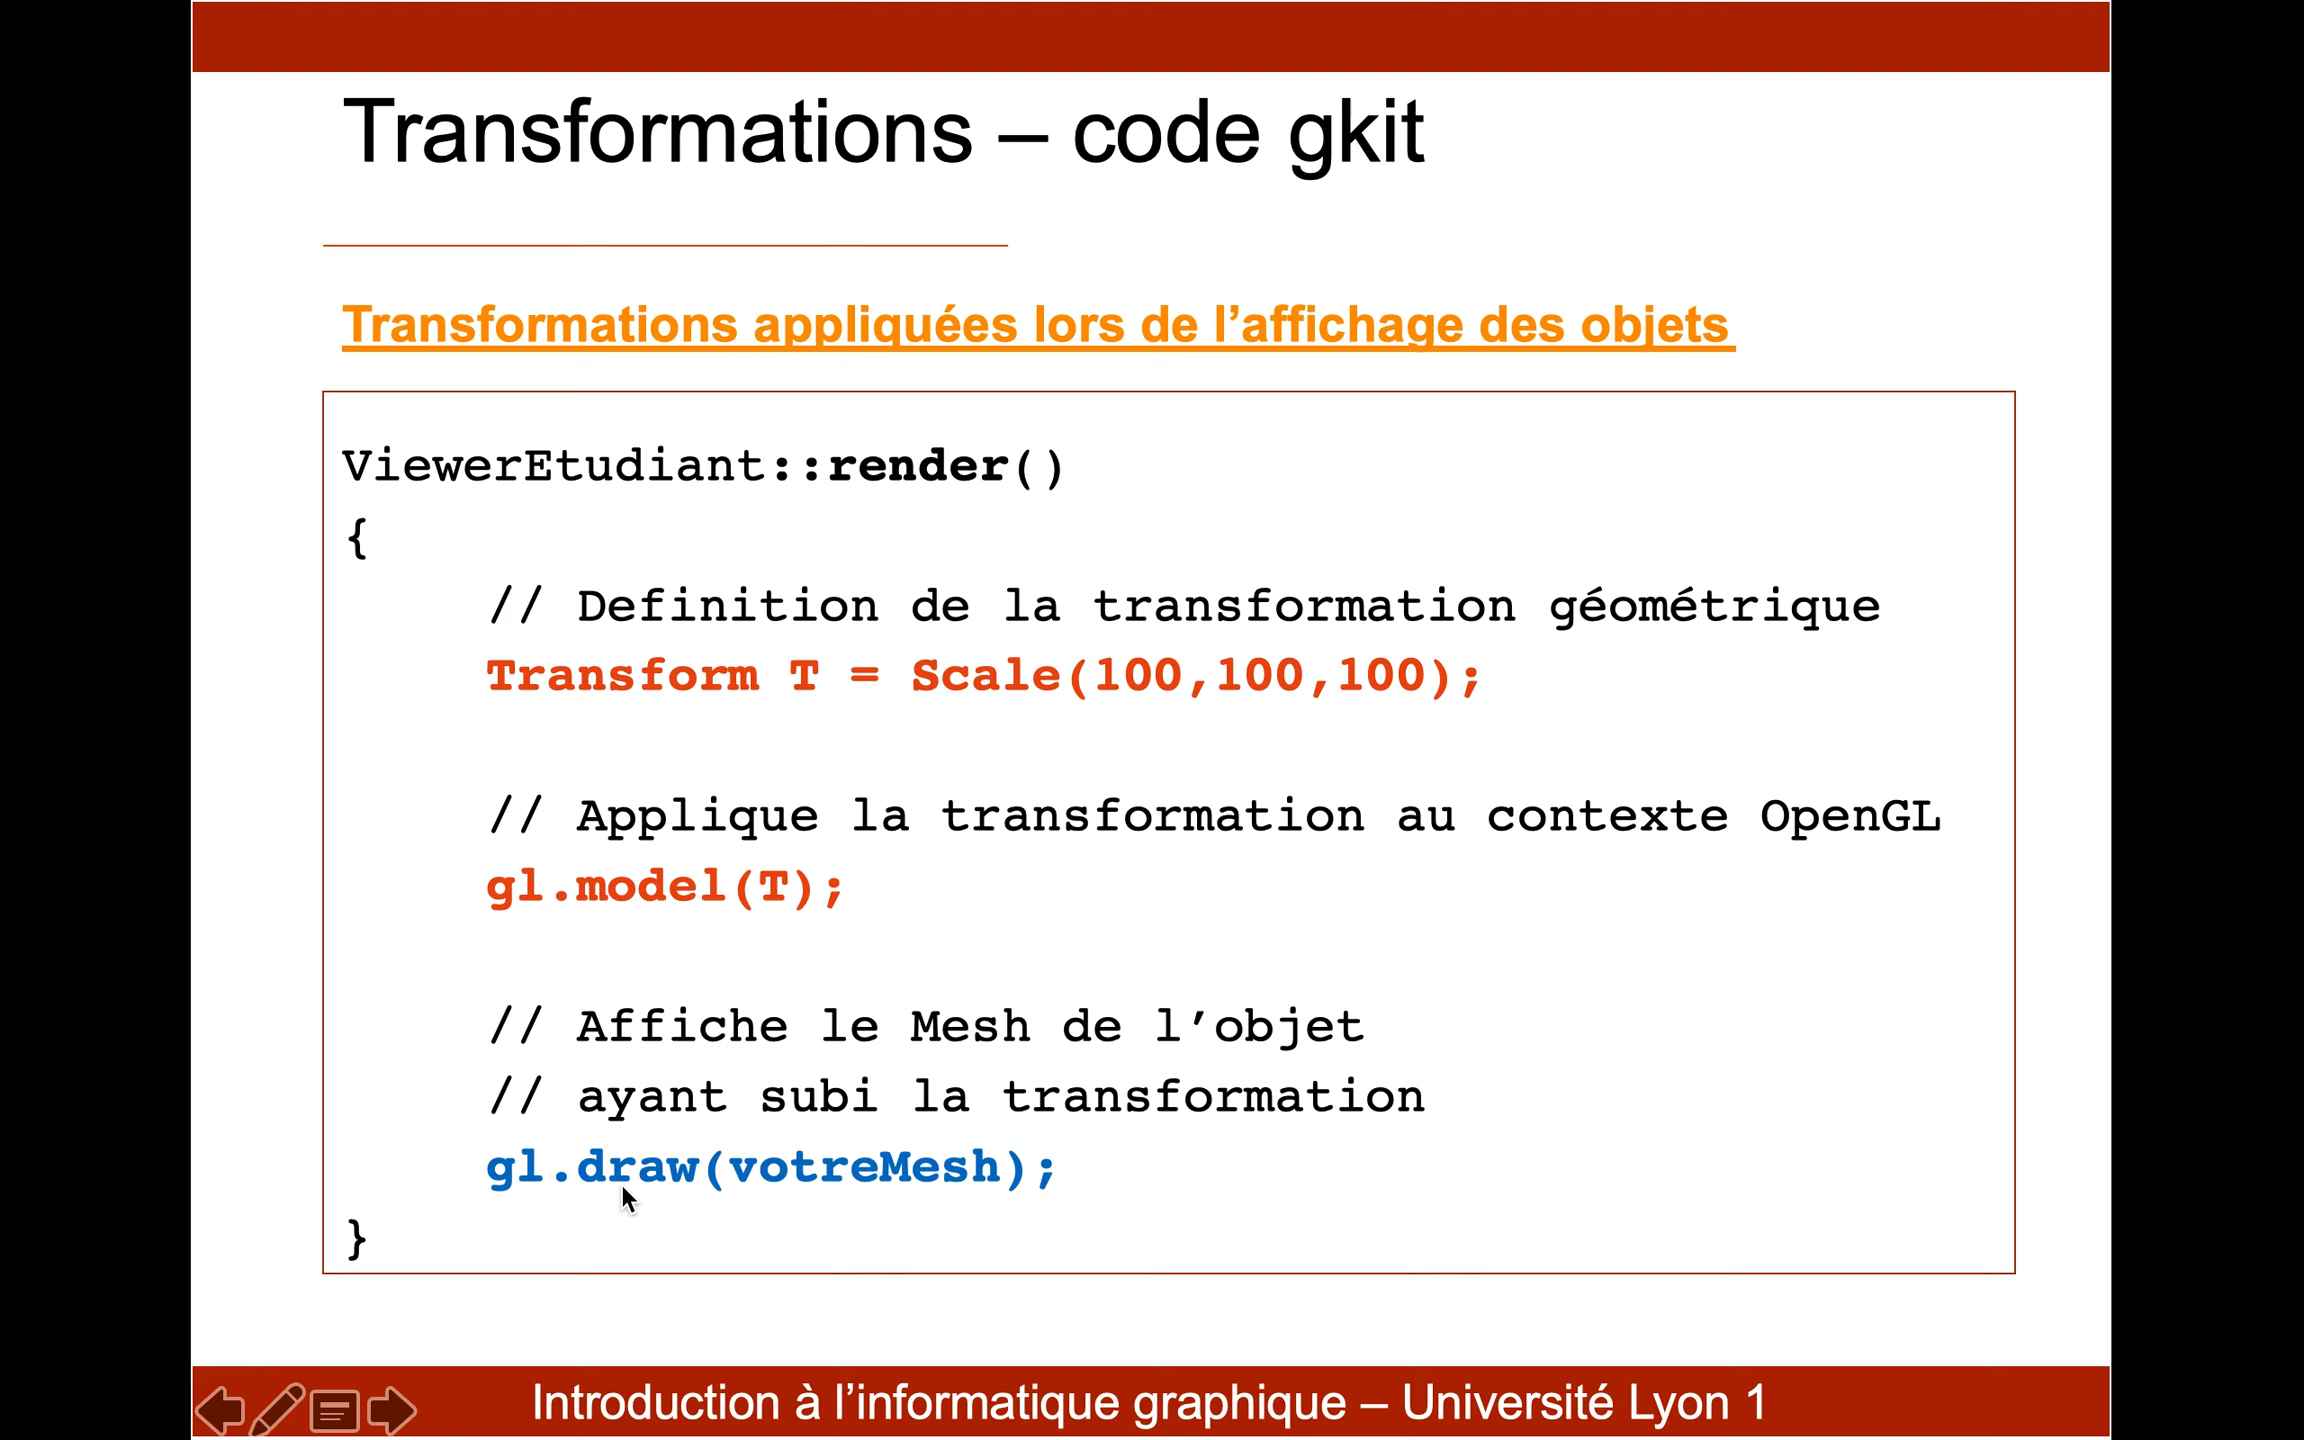 Transformations – code gkit
Transformations appliquées lors de l’affichage des objets
ViewerEtudiant::render()
{
// Definition de la transformation géométrique
Transform T = Scale(100,100,100);
// Applique la transformation au contexte OpenGL
gl.model(T);
// Affiche le Mesh de l’objet
// ayant subi la transformation
gl.draw(votreMesh);
}
Introduction à l’informatique graphique – Université Lyon 1